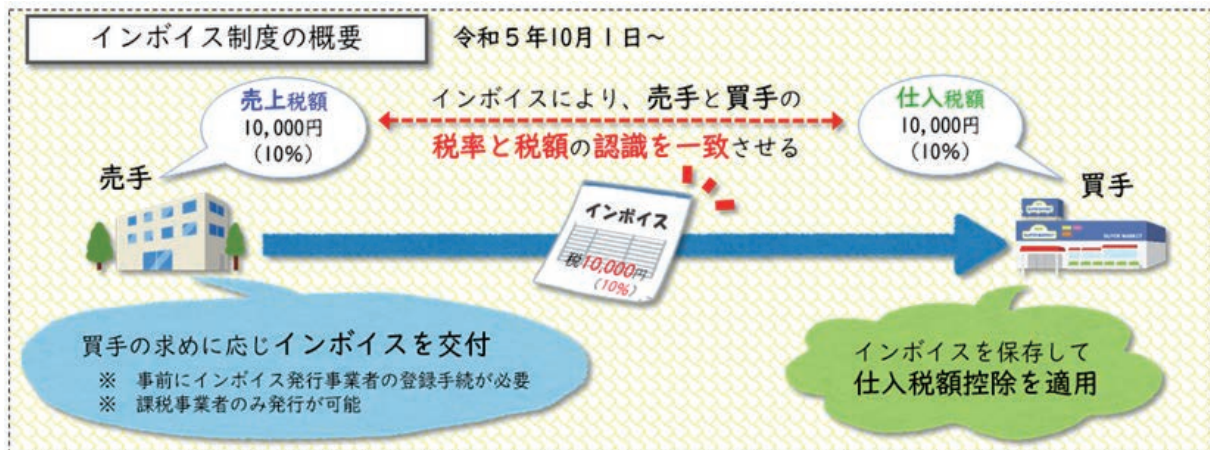 インボイス制度の概要
令和5年10月1日～
売上税額
10,000円
(10%)
インボイスにより、売手と買手の
税率と税額の認識を一致させる
仕入税額
10,000円
(10%)
売手
買手
インボイス
税10,000円
(10%)
買手の求めに応じインボイスを交付
※ 事前にインボイス発行事業者の登録手続が必要
※ 課税事業者のみ発行が可能
インボイスを保存して
仕入税額控除を適用